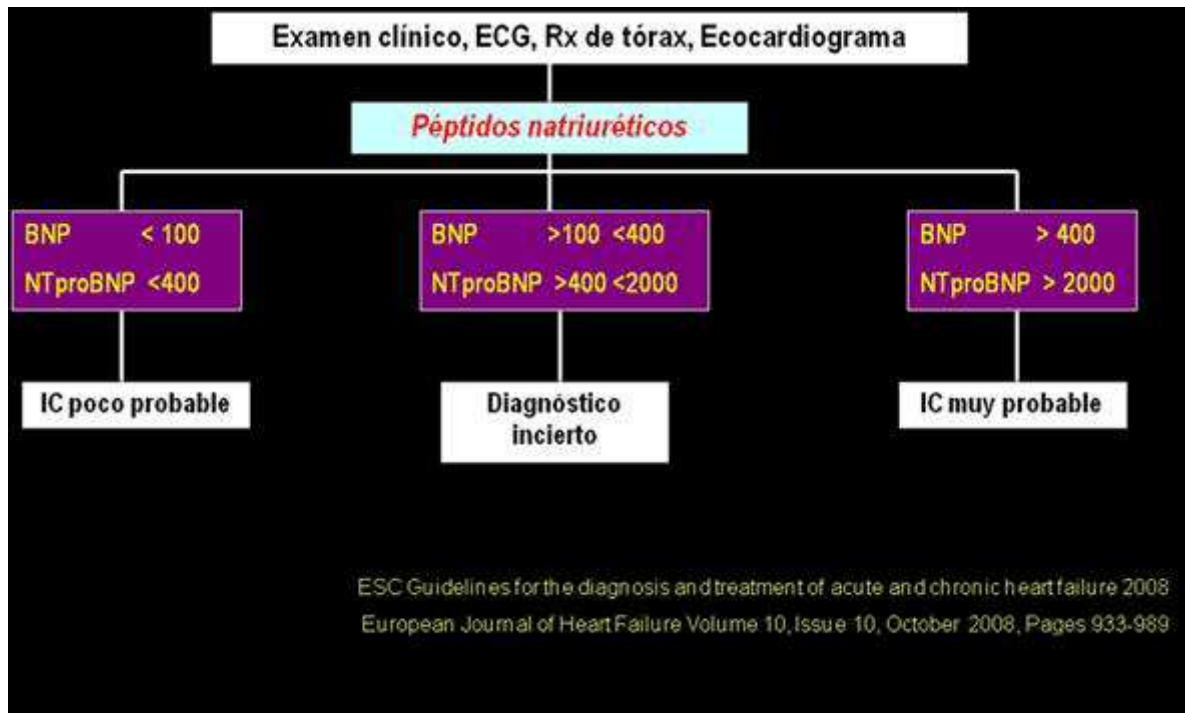 Examen clínico, ECG, Rx de tórax, Ecocardiograma
Péptidos natriuréticos
BNP < 100
NTproBNP <400
BNP >100 <400
NTproBNP >400 <2000
BNP > 400
NTproBNP > 2000
IC poco probable
Diagnóstico
incierto
IC muy probable
ESC Guidelines for the diagnosis and treatment of acute and chronic heart failure 2008
European Journal of Heart Failure Volume 10, Issue 10, October 2008, Pages 933-989